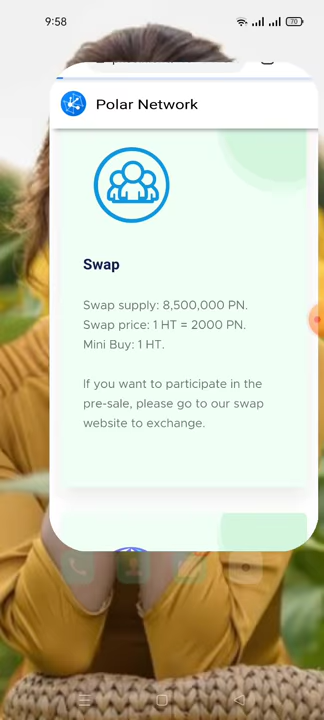 9:58
70
Polar Network
Swap
Swap supply: 8,500,000 PN.
Swap price: 1 HT = 2000 PN.
Mini Buy: 1 HT.
If you want to participate in the
pre-sale, please go to our swap
website to exchange.